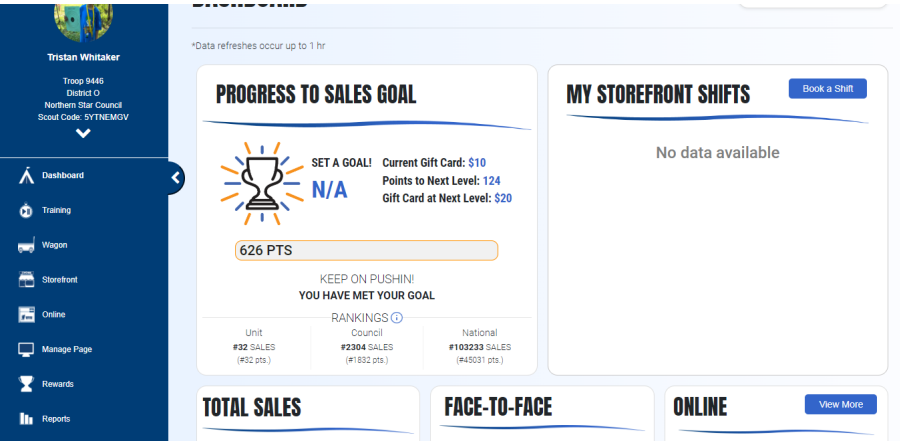 DASHBOARD
Tristan Whitaker
Troop 9446
District O
Northern Star Council
Scout Code: 5YTNEMGV
Dashboard
Training
Wagon
Storefront
Online
Manage Page
Rewards
Reports
*Data refreshes occur up to 1 hr
PROGRESS TO SALES GOAL
SET A GOAL!
N/A
Current Gift Card: $10
Points to Next Level: 124
Gift Card at Next Level: $20
626 PTS
KEEP ON PUSHIN!
YOU HAVE MET YOUR GOAL
RANKINGS
Unit
#32 SALES
(#32 pts.)
Council
#2304 SALES
(#1832 pts.)
National
#103233 SALES
(#45031 pts.)
MY STOREFRONT SHIFTS
Book a Shift
No data available
TOTAL SALES
FACE-TO-FACE
ONLINE
View More